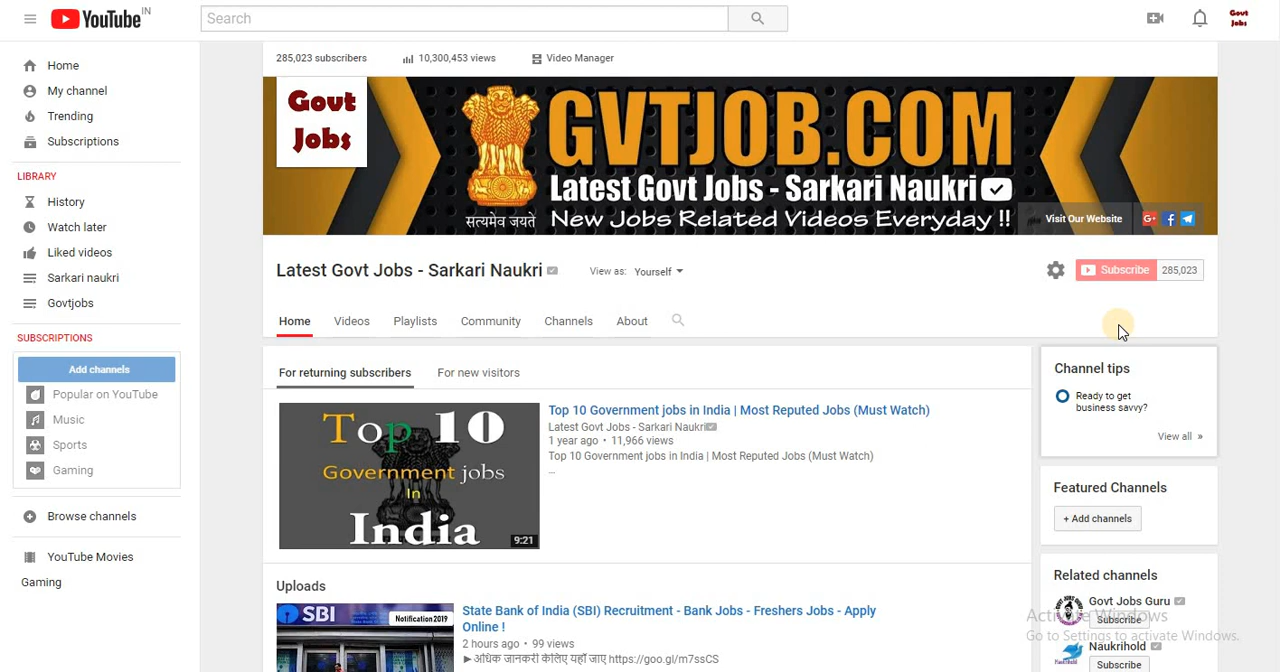 YouTube IN
Search
Govt
Jobs
Home
My channel
Trending
Subscriptions
LIBRARY
History
Watch later
Liked videos
Sarkari naukri
Govtjobs
SUBSCRIPTIONS
Add channels
Popular on YouTube
Music
Sports
Gaming
Browse channels
YouTube Movies
Gaming
285,023 subscribers
10,300,453 views
Video Manager
Govt
Jobs
GVTJOB.COM
Latest Govt Jobs - Sarkari Naukri
सत्यमेव जयते
New Jobs Related Videos Everyday !!
Visit Our Website
G+
f
Latest Govt Jobs - Sarkari Naukri
View as: Yourself
Subscribe 285,023
Home Videos Playlists Community Channels About
For returning subscribers For new visitors
Top 10
Government jobs
In
India
9:21
Top 10 Government jobs in India | Most Reputed Jobs (Must Watch)
Latest Govt Jobs - Sarkari Naukri
1 year ago • 11,966 views
Top 10 Government jobs in India | Most Reputed Jobs (Must Watch)
...
Uploads
SBI
Notification 2019
State Bank of India (SBI) Recruitment - Bank Jobs - Freshers Jobs - Apply
Online !
2 hours ago • 99 views
►अधिक जानकरी केलिए यहाँ जाए https://goo.gl/m7ssCS
Channel tips
Ready to get
business savvy?
View all »
Featured Channels
+ Add channels
Related channels
Govt Jobs Guru
Subscribe
Naukrihold
Subscribe
Activate Windows
Go to Settings to activate Windows.